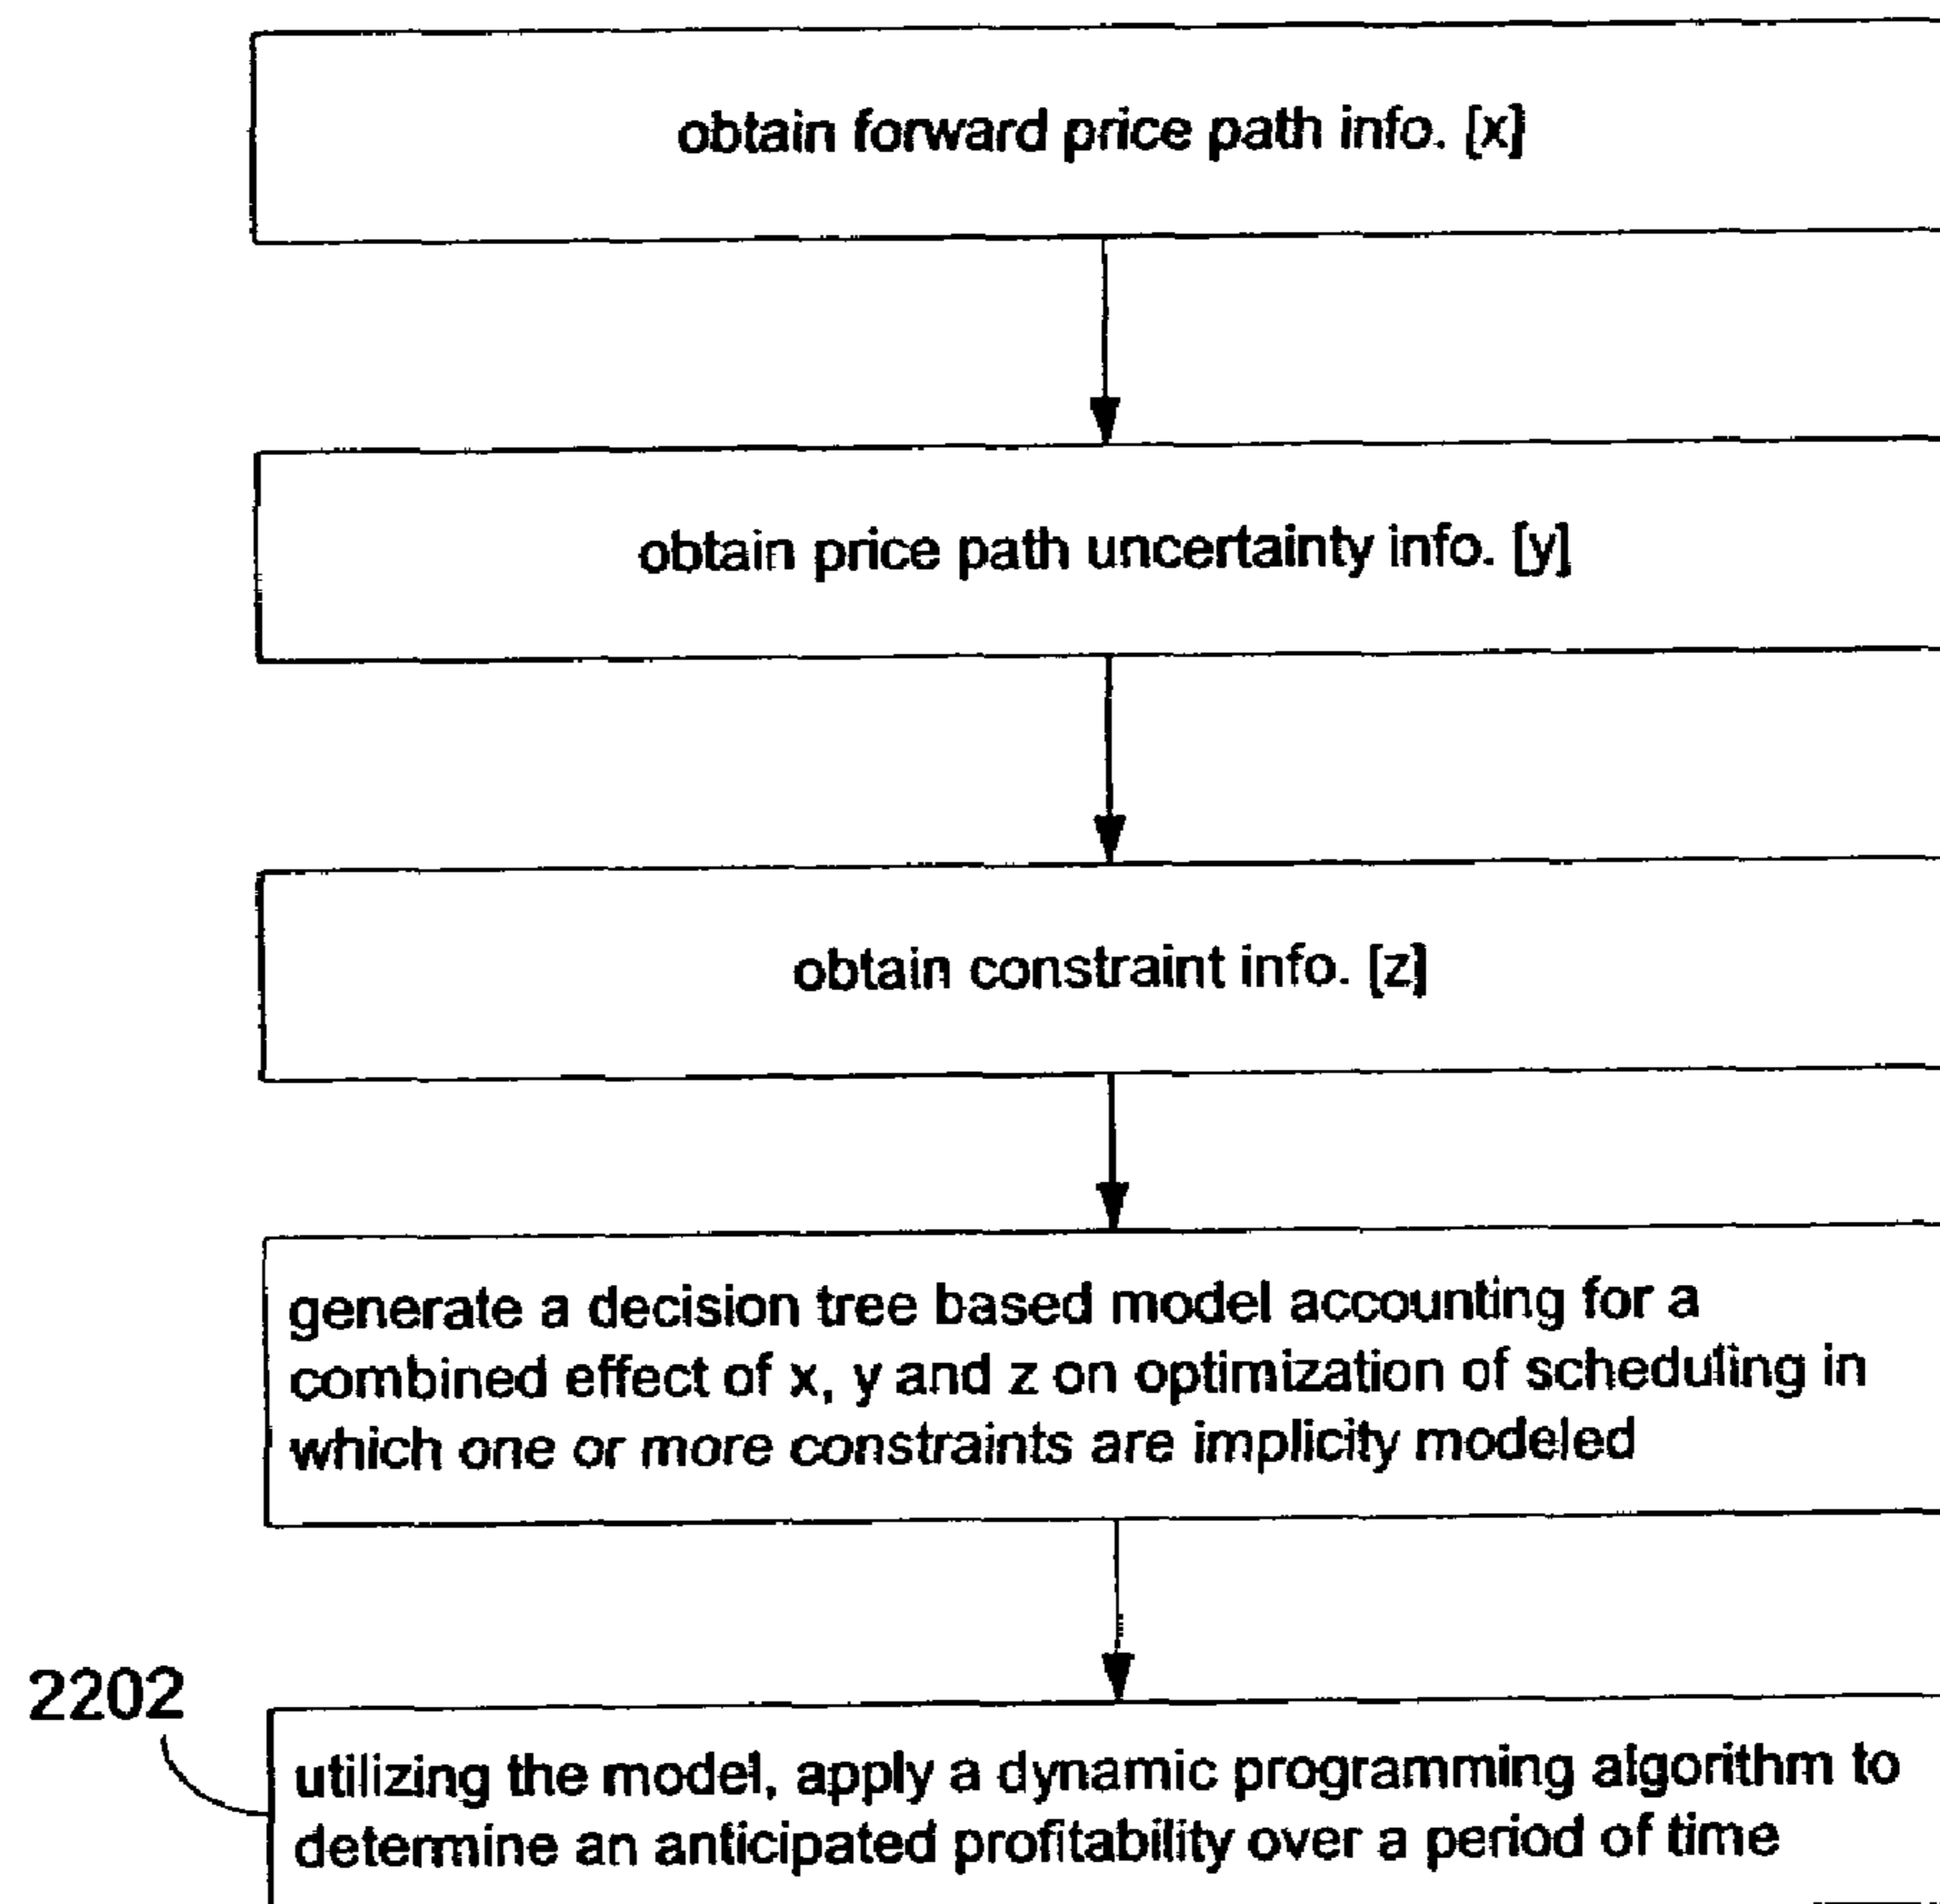 obtain forward price path info. [x]
obtain price path uncertainty info. [y]
obtain constraint info. [z]
generate a decision tree based model accounting for a
combined effect of x, y and z on optimization of scheduling in
which one or more constraints are implicity modeled
2202
utilizing the model, apply a dynamic programming algorithm to
determine an anticipated profitability over a period of time